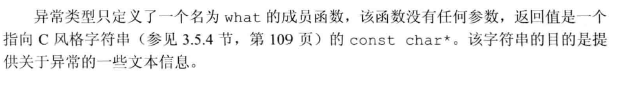 异常类型只定义了一个名为 what 的成员函数，该函数没有任何参数，返回值是一个
指向 C 风格字符串（参见 3.5.4 节，第 109 页）的 const char*。该字符串的目的是提
供关于异常的一些文本信息。